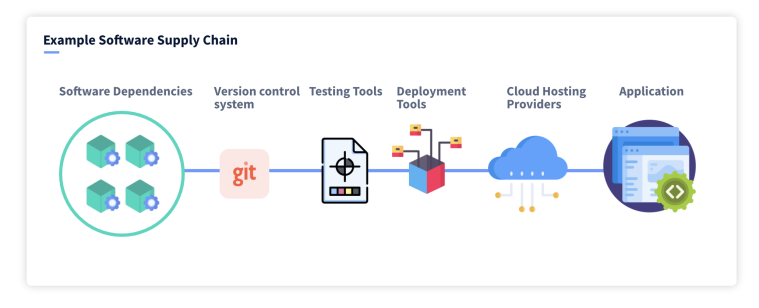 Example Software Supply Chain
Software Dependencies
Version control
system
Testing Tools
Deployment
Tools
Cloud Hosting
Providers
Application
git